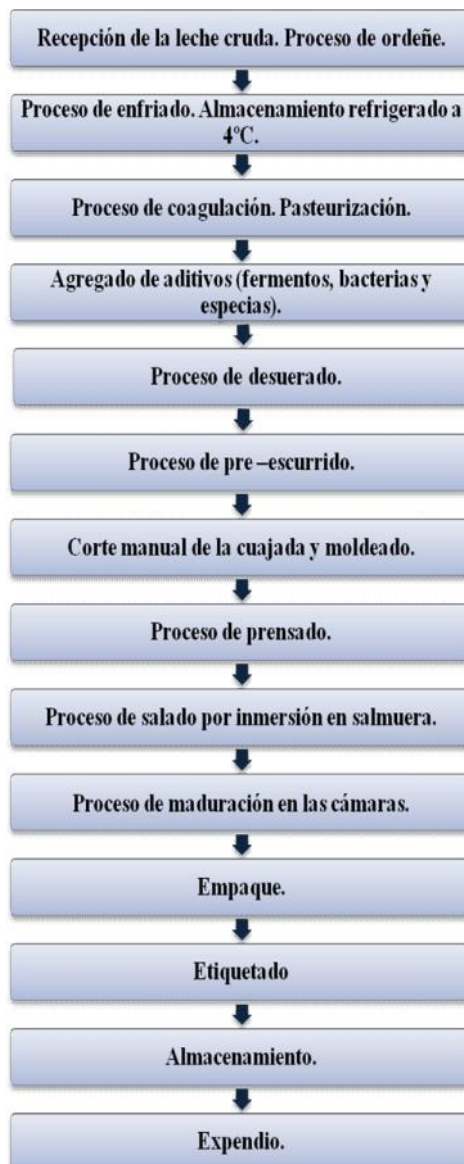 Recepción de la leche cruda. Proceso de ordeñe.
Proceso de enfriado. Almacenamiento refrigerado a
4ºC.
Proceso de coagulación. Pasteurización.
Agregado de aditivos (fermentos, bacterias y
especias).
Proceso de desuerado.
Proceso de pre –escurrido.
Corte manual de la cuajada y moldeado.
Proceso de prensado.
Proceso de salado por inmersión en salmuera.
Proceso de maduración en las cámaras.
Empaque.
Etiquetado
Almacenamiento.
Expendio.